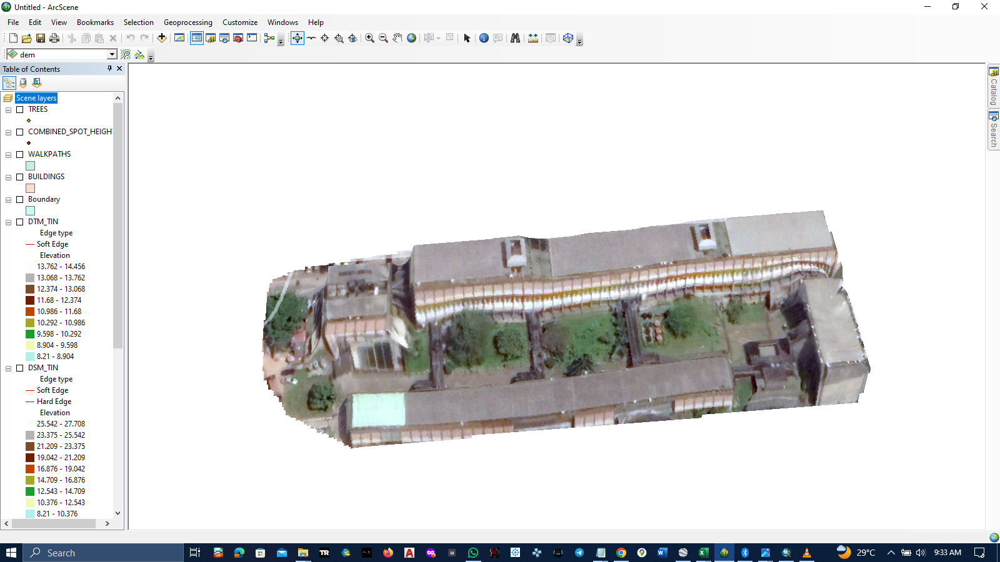 Untitled - ArcScene
File Edit View Bookmarks Selection Geoprocessing Customize Windows Help
dem
Table of Contents
Scene layers
TREES
COMBINED_SPOT_HEIGH
WALKPATHS
BUILDINGS
Boundary
DTM_TIN
Edge type
Soft Edge
Elevation
13.762 - 14.456
13.068 - 13.762
12.374 - 13.068
11.68 - 12.374
10.986 - 11.68
10.292 - 10.986
9.598 - 10.292
8.904 - 9.598
8.21 - 8.904
DSM_TIN
Edge type
Soft Edge
Hard Edge
Elevation
25.542 - 27.708
23.375 - 25.542
21.209 - 23.375
19.042 - 21.209
16.876 - 19.042
14.709 - 16.876
12.543 - 14.709
10.376 - 12.543
8.21 - 10.376
Catalog
Search
Search
TR
M
29°C
9:33 AM